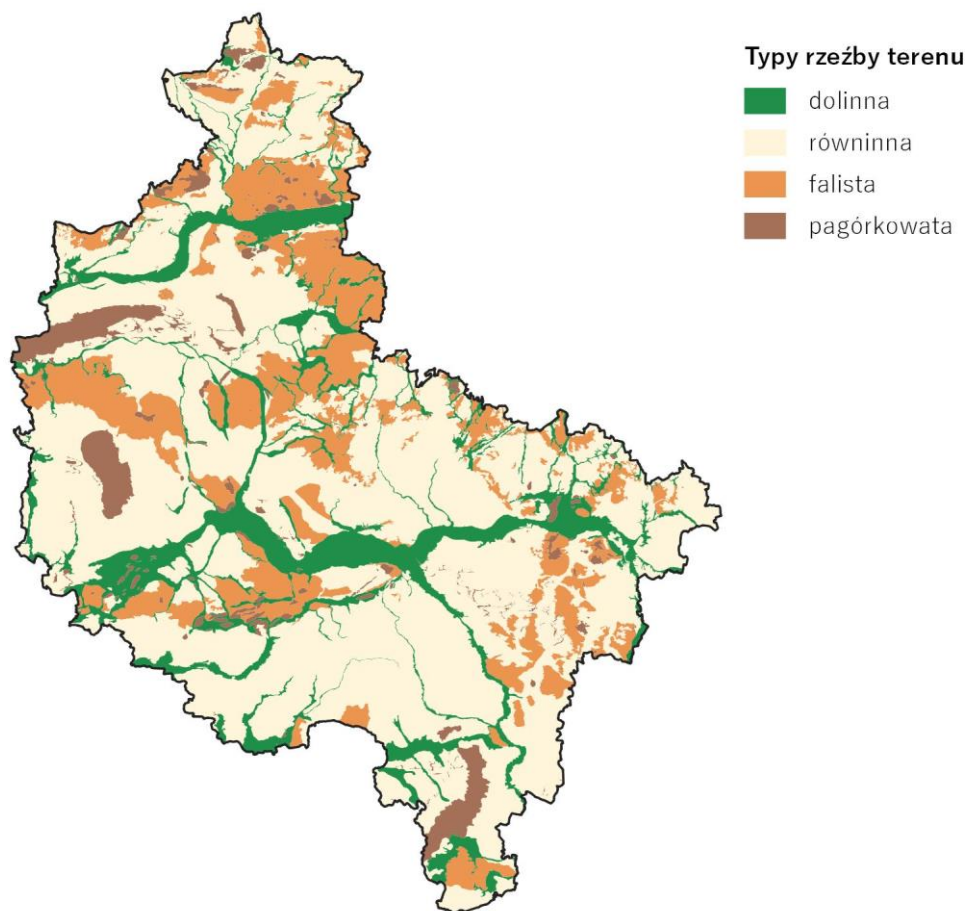 Typy rzeźby terenu
dolinna
równinna
falista
pagórkowata